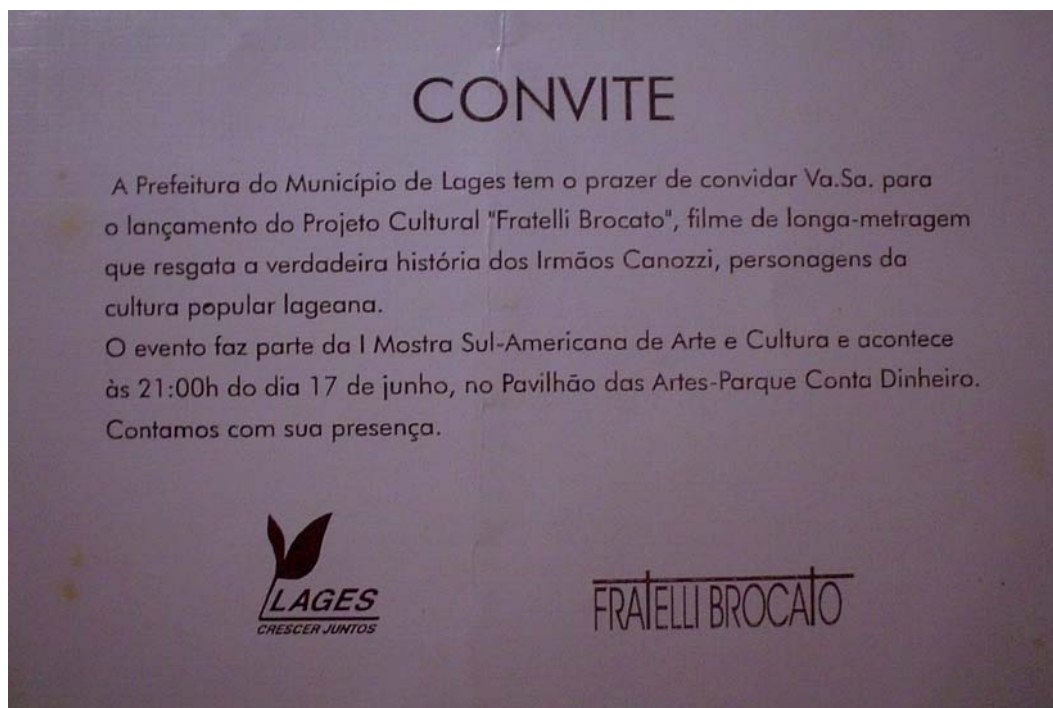 CONVITE
A Prefeitura do Município de Lages tem o prazer de convidar Va.Sa. para
o lançamento do Projeto Cultural "Fratelli Brocato", filme de longa-metragem
que resgata a verdadeira história dos Irmãos Canozzi, personagens da
cultura popular lageana.
O evento faz parte da I Mostra Sul-Americana de Arte e Cultura e acontece
às 21:00h do dia 17 de junho, no Pavilhão das Artes-Parque Conta Dinheiro.
Contamos com sua presença.
LAGES
CRESCER JUNTOS
FRATELLI BROCATO